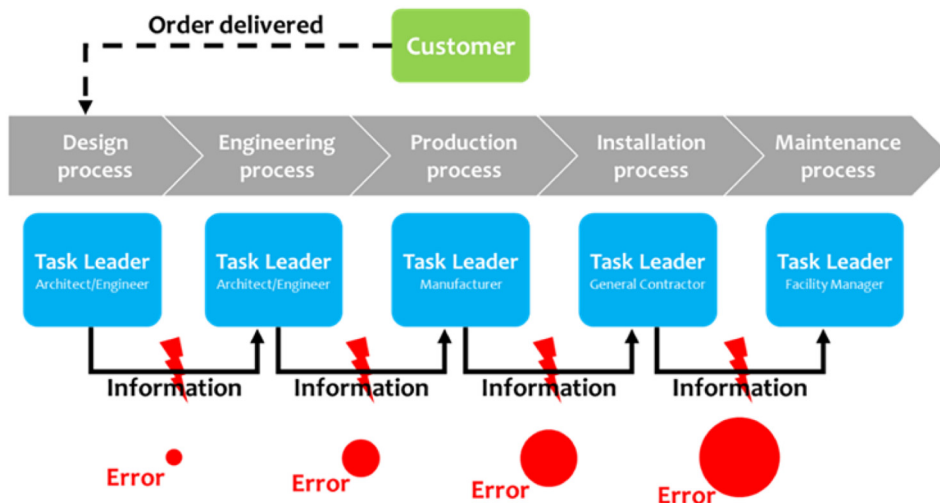 Order delivered
Customer
Design
process
Engineering
process
Production
process
Installation
process
Maintenance
process
Task Leader
Architect/Engineer
Task Leader
Architect/Engineer
Task Leader
Manufacturer
Task Leader
General Contractor
Task Leader
Facility Manager
Information
Information
Information
Information
Error
Error
Error
Error